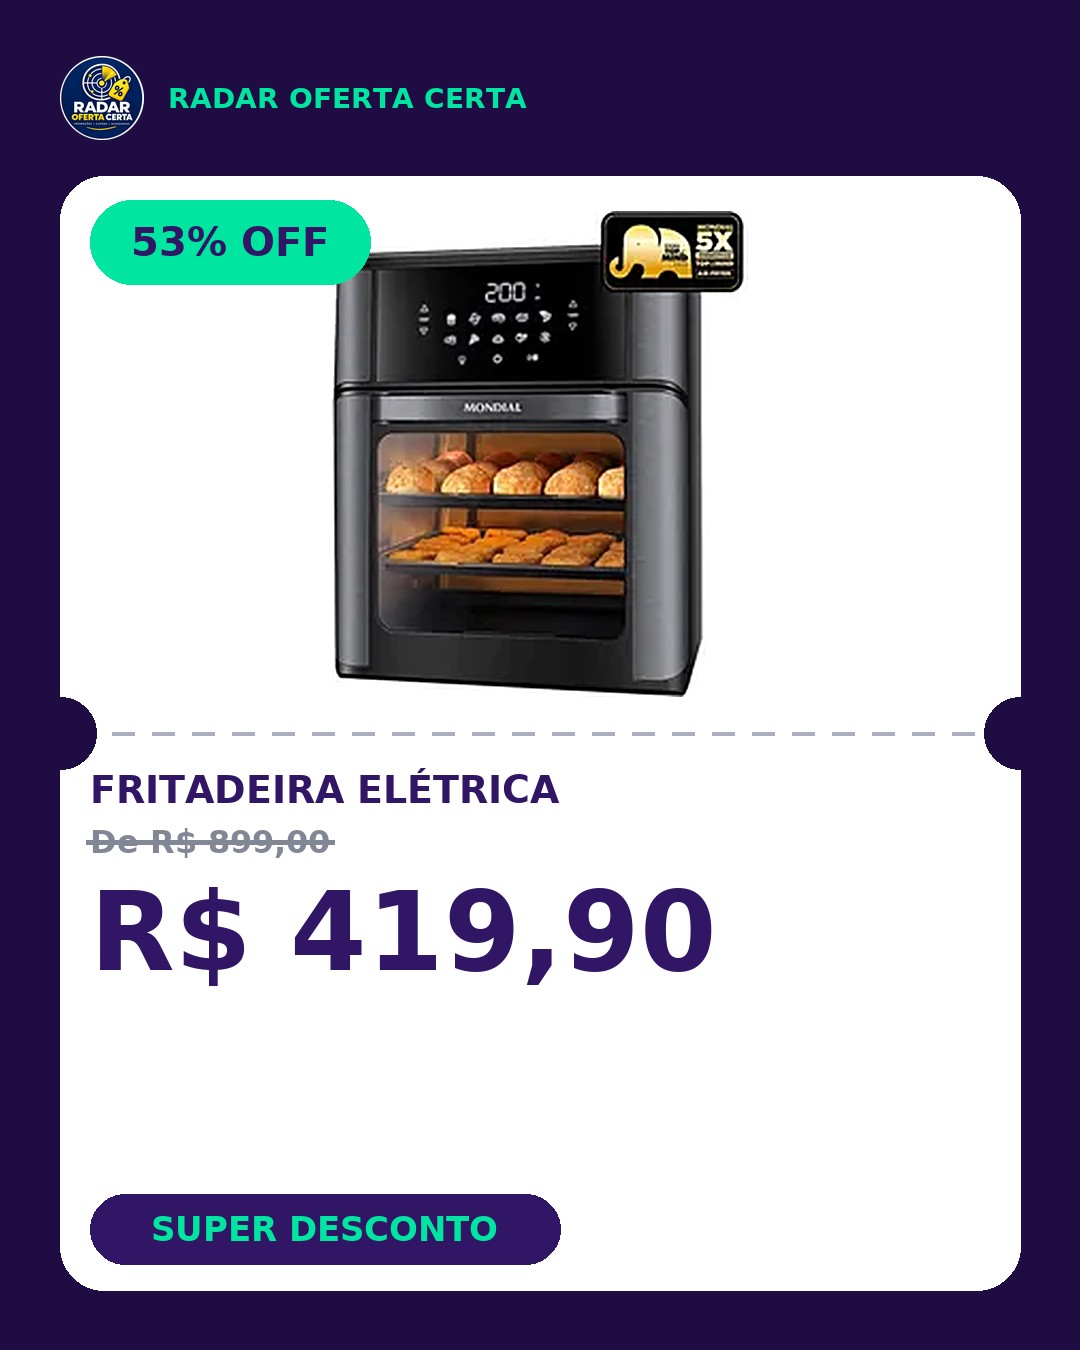 RADAR
OFERTA CERTA
RADAR OFERTA CERTA
53% OFF
5X
200
MONDIAL
FRITADEIRA ELÉTRICA
De R$ 899,00
R$ 419,90
SUPER DESCONTO